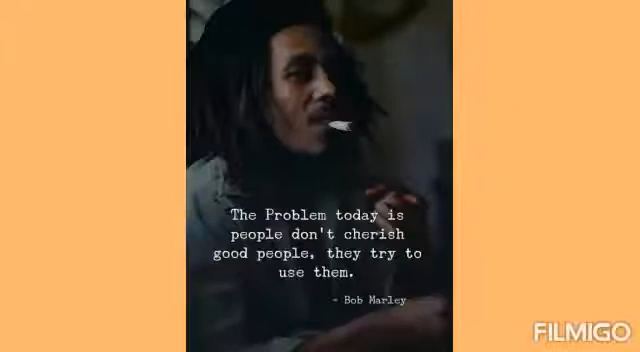 The Problem today is
people don't cherish
good people, they try to
use them.
- Bob Marley
FILMIGO